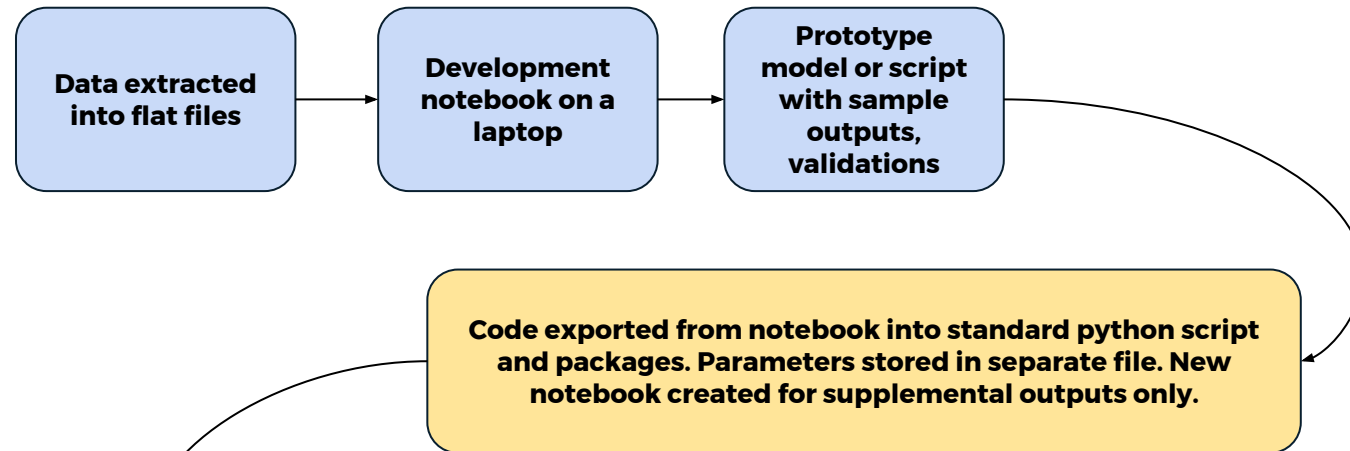 Data extracted
into flat files
Development
notebook on a
laptop
Prototype
model or script
with sample
outputs,
validations
Code exported from notebook into standard python script
and packages. Parameters stored in separate file. New
notebook created for supplemental outputs only.